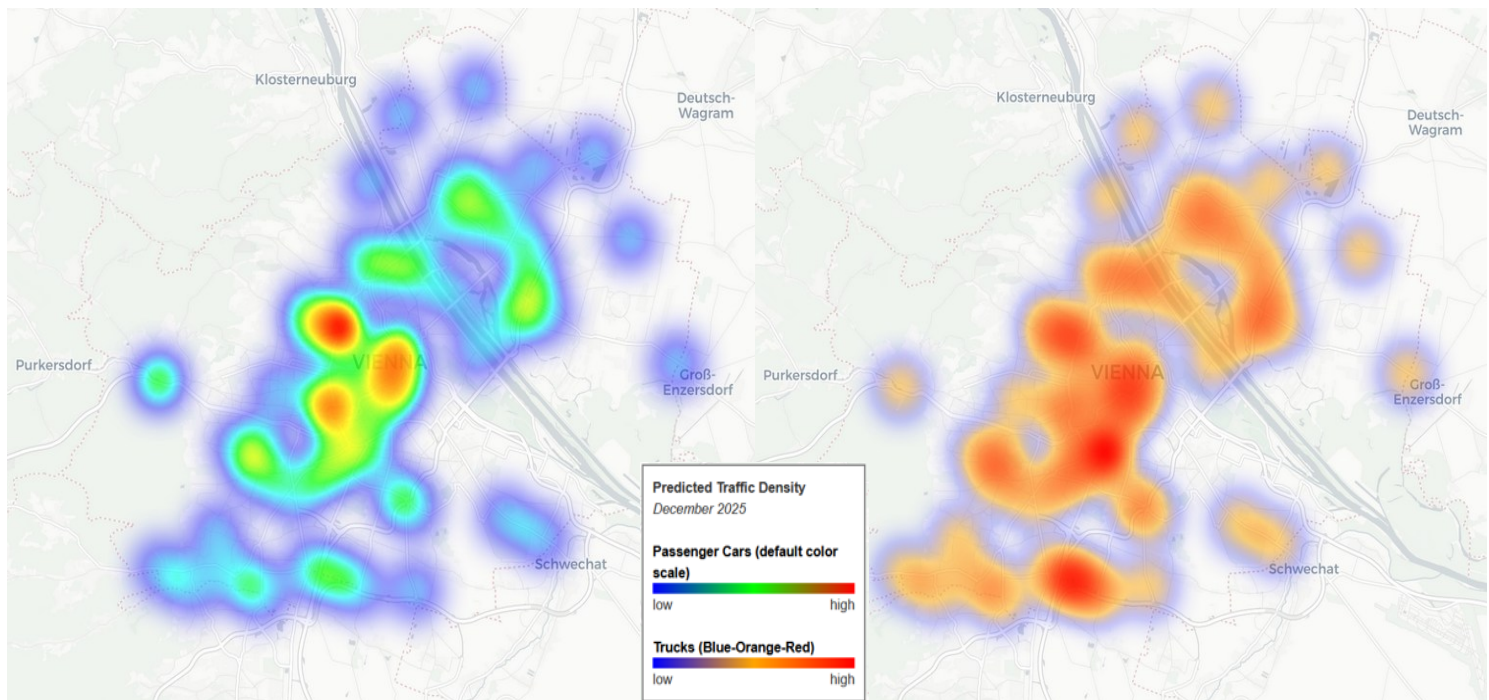 Klosterneuburg
Deutsch-
Wagram
Purkersdorf
VIENNA
Groß-
Enzersdorf
Schwechat
Predicted Traffic Density
December 2025
Passenger Cars (default color
scale)
low high
Trucks (Blue-Orange-Red)
low high
Klosterneuburg
Deutsch-
Wagram
Purkersdorf
VIENNA
Groß-
Enzersdorf
Schwechat